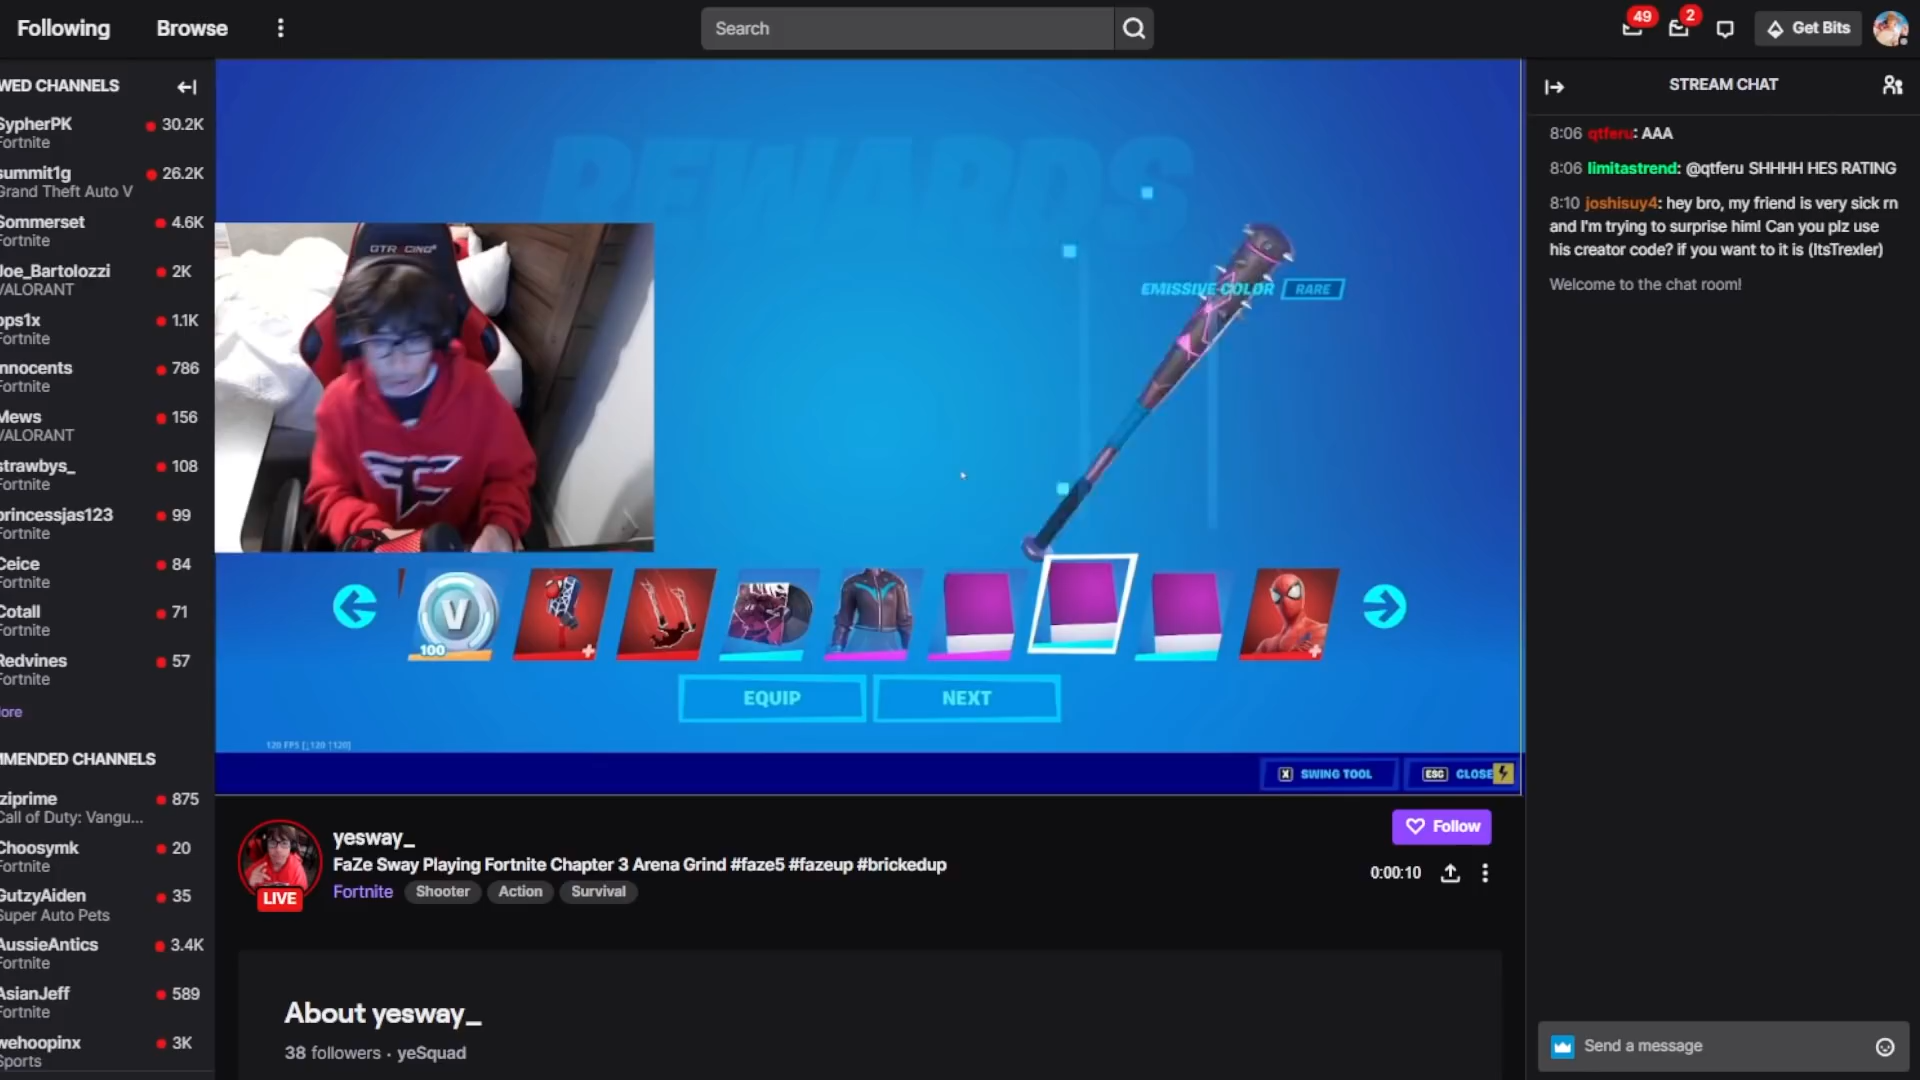 Following
Browse
Search
49
2
Get Bits
WED CHANNELS
SypherPK
30.2K
Fortnite
summit1g
26.2K
Grand Theft Auto V
Sommerset
4.6K
Fortnite
Joe_Bartolozzi
2K
VALORANT
ops1x
1.1K
Fortnite
nnocents
786
Fortnite
Mews
156
VALORANT
strawbys_
108
Fortnite
princessjas123
99
Fortnite
Ceice
84
Fortnite
Cotall
71
Fortnite
Redvines
57
Fortnite
ore
MMENDED CHANNELS
ziprime
875
Call of Duty: Vangu...
Choosymk
20
Fortnite
GutzyAiden
35
Super Auto Pets
AussieAntics
3.4K
Fortnite
AsianJeff
589
Fortnite
wehoopinx
3K
Sports
REWARDS
GTRACING
EMISSIVE COLOR RARE
V
100
EQUIP
NEXT
120 FPS [↓120 ↑120]
X SWING TOOL
ESC CLOSE
LIVE
yesway_
FaZe Sway Playing Fortnite Chapter 3 Arena Grind #faze5 #fazeup #brickedup
Fortnite Shooter Action Survival
Follow
0:00:10
About yesway_
38 followers · yeSquad
STREAM CHAT
8:06 qtferu: AAA
8:06 limitastrend: @qtferu SHHHH HES RATING
8:10 joshisuy4: hey bro, my friend is very sick rn
and I'm trying to surprise him! Can you plz use
his creator code? if you want to it is (ItsTrexler)
Welcome to the chat room!
Send a message